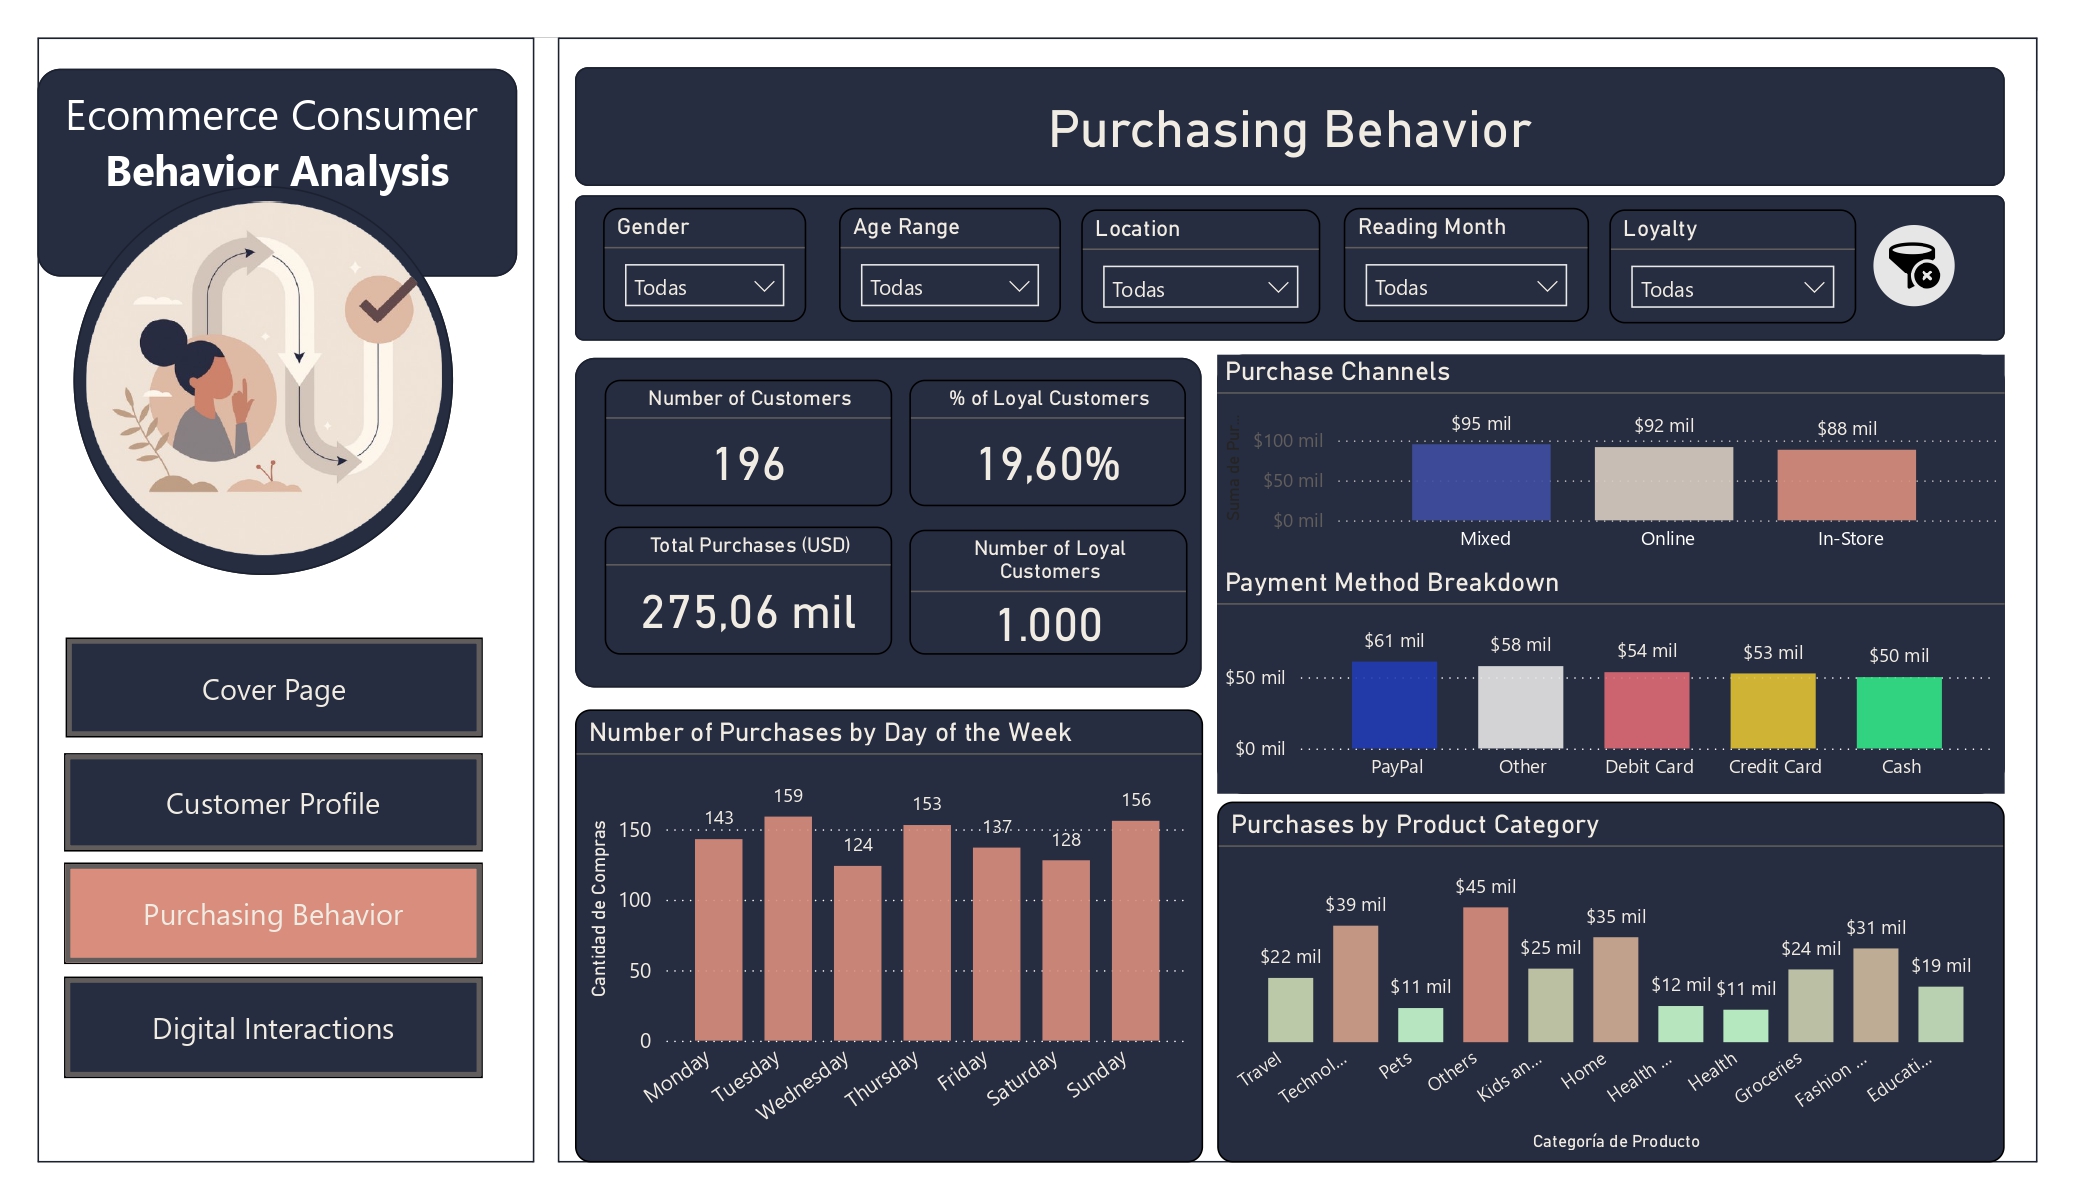 Ecommerce Consumer
Behavior Analysis
Cover Page
Customer Profile
Purchasing Behavior
Digital Interactions
Purchasing Behavior
Gender
Todas
Age Range
Todas
Location
Todas
Reading Month
Todas
Loyalty
Todas
Number of Customers
196
% of Loyal Customers
19,60%
Total Purchases (USD)
275,06 mil
Number of Loyal
Customers
1.000
Number of Purchases by Day of the Week
Cantidad de Compras
150
100
50
0
143
159
124
153
137
128
156
Monday
Tuesday
Wednesday
Thursday
Friday
Saturday
Sunday
Purchase Channels
Suma de Pur...
$100 mil
$50 mil
$0 mil
$95 mil
$92 mil
$88 mil
Mixed
Online
In-Store
Payment Method Breakdown
$50 mil
$0 mil
$61 mil
$58 mil
$54 mil
$53 mil
$50 mil
PayPal
Other
Debit Card
Credit Card
Cash
Purchases by Product Category
$22 mil
$39 mil
$11 mil
$45 mil
$25 mil
$35 mil
$12 mil
$11 mil
$24 mil
$31 mil
$19 mil
Travel
Technol...
Pets
Others
Kids an...
Home
Health ...
Health
Groceries
Fashion ...
Educati...
Categoría de Producto